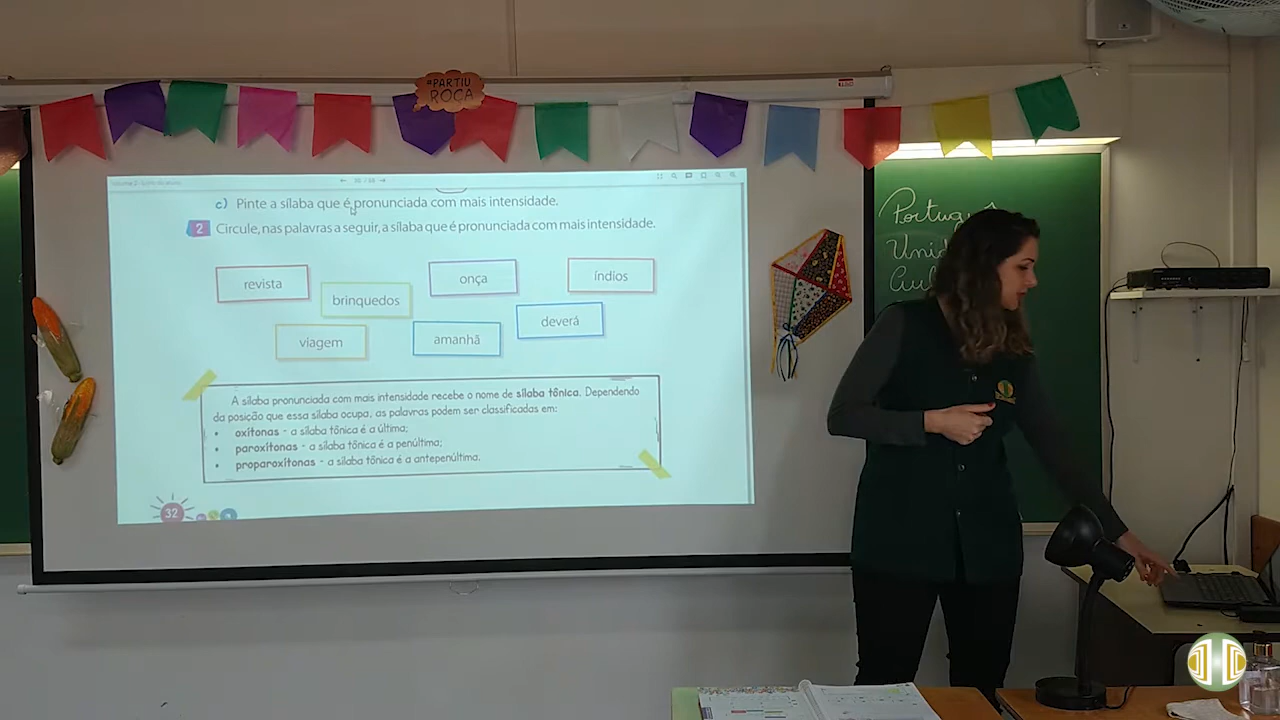 #PARTIU
ROÇA
c) Pinte a sílaba que é pronunciada com mais intensidade.
2 Circule, nas palavras a seguir, a sílaba que é pronunciada com mais intensidade.
revista
brinquedos
onça
índios
viagem
amanhã
deverá
A sílaba pronunciada com mais intensidade recebe o nome de sílaba tônica. Dependendo
da posição que essa sílaba ocupa, as palavras podem ser classificadas em:
• oxítonas - a sílaba tônica é a última;
• paroxítonas - a sílaba tônica é a penúltima;
• proparoxítonas - a sílaba tônica é a antepenúltima.
32